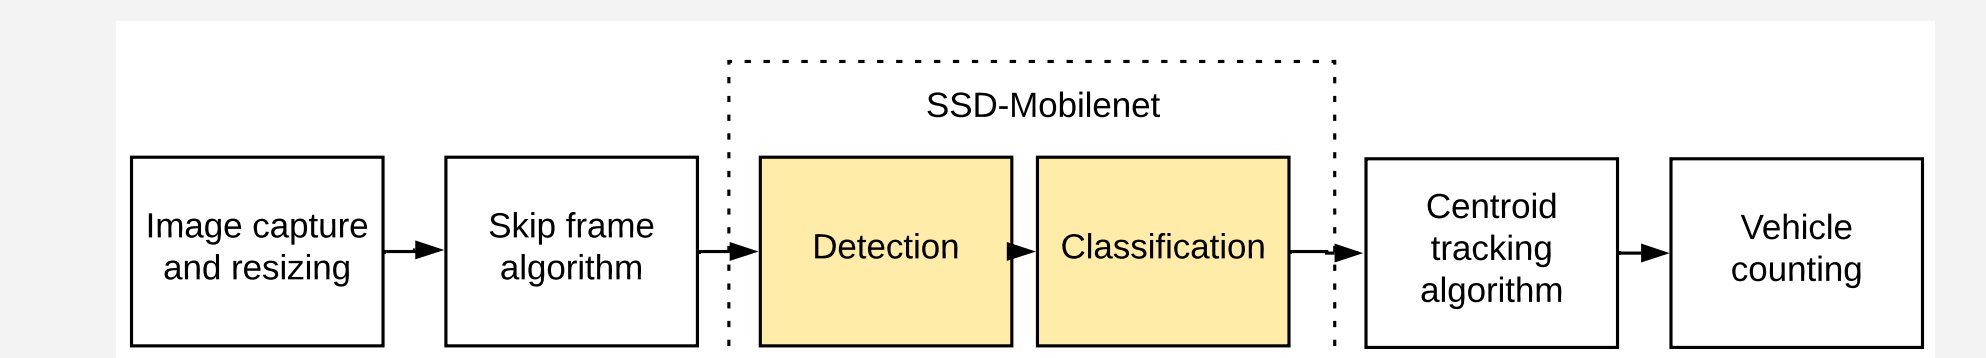 SSD-Mobilenet
Image capture
and resizing
Skip frame
algorithm
Detection
Classification
Centroid
tracking
algorithm
Vehicle
counting